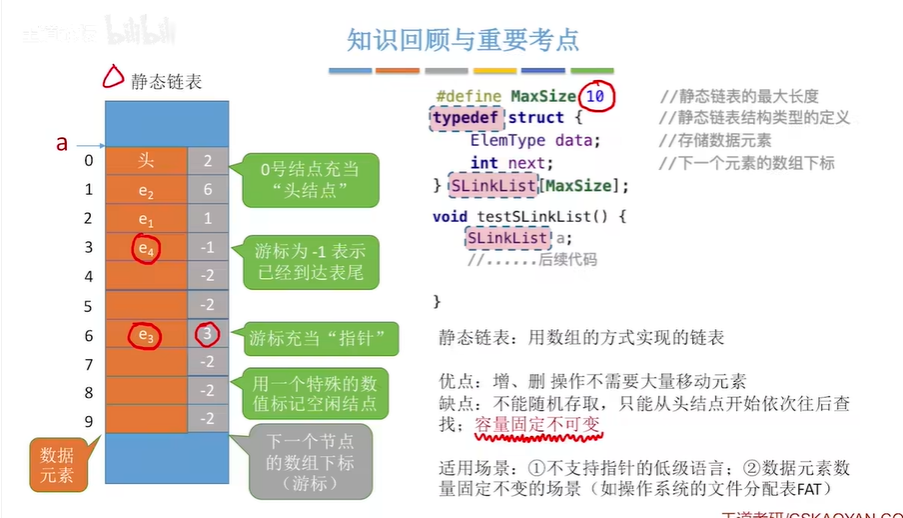 bilibili
知识回顾与重要考点
静态链表
a
0 头 2
1 e2 6
2 e1 1
3 e4 -1
4 -2
5 -2
6 e3 3
7 -2
8 -2
9 -2
0号结点充当
“头结点”
游标为 -1 表示
已经到达表尾
游标充当“指针”
用一个特殊的数
值标记空闲结点
数据
元素
下一个节点
的数组下标
（游标）
#define MaxSize 10 //静态链表的最大长度
typedef struct { //静态链表结构类型的定义
ElemType data; //存储数据元素
int next; //下一个元素的数组下标
} SLinkList[MaxSize];
void testSLinkList() {
SLinkList a;
//......后续代码
}
静态链表：用数组的方式实现的链表
优点：增、删 操作不需要大量移动元素
缺点：不能随机存取，只能从头结点开始依次往后查
找；容量固定不可变
适用场景：①不支持指针的低级语言；②数据元素数
量固定不变的场景（如操作系统的文件分配表FAT）